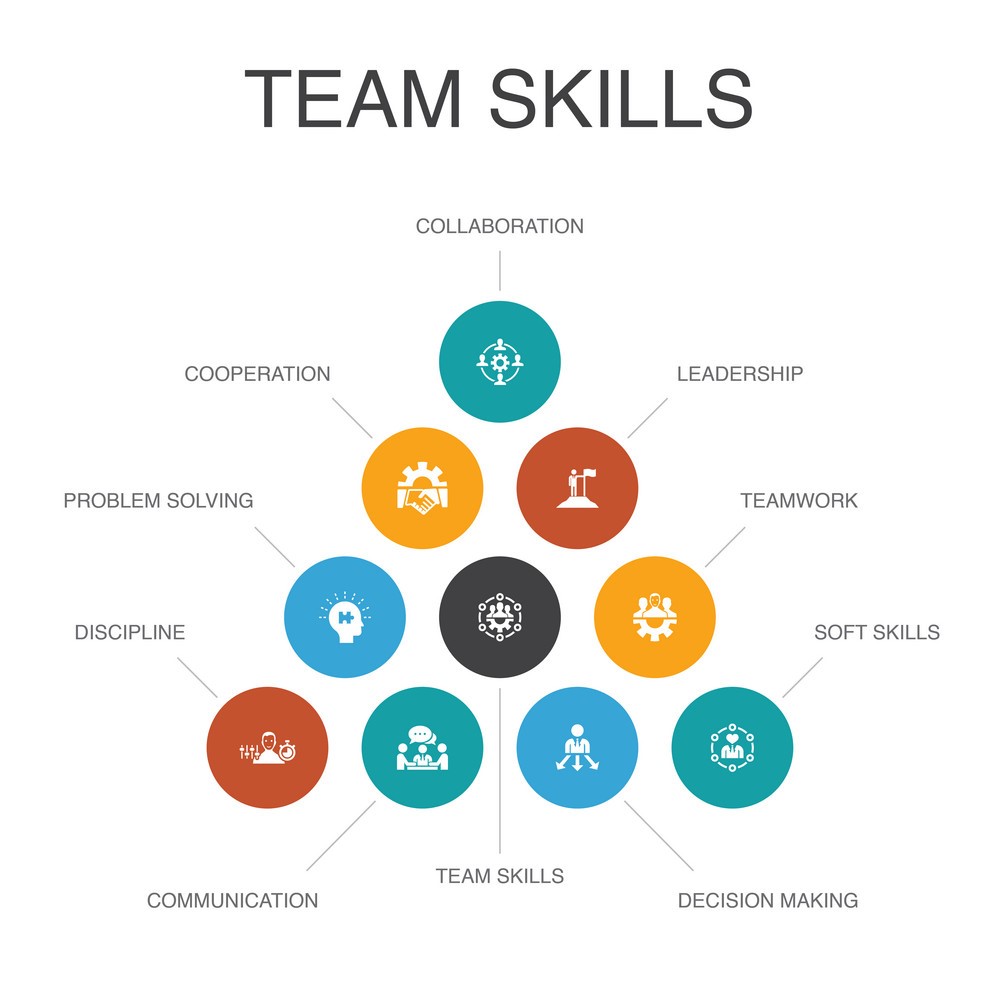 TEAM SKILLS
COLLABORATION
COOPERATION
LEADERSHIP
PROBLEM SOLVING
TEAMWORK
DISCIPLINE
SOFT SKILLS
TEAM SKILLS
COMMUNICATION
DECISION MAKING